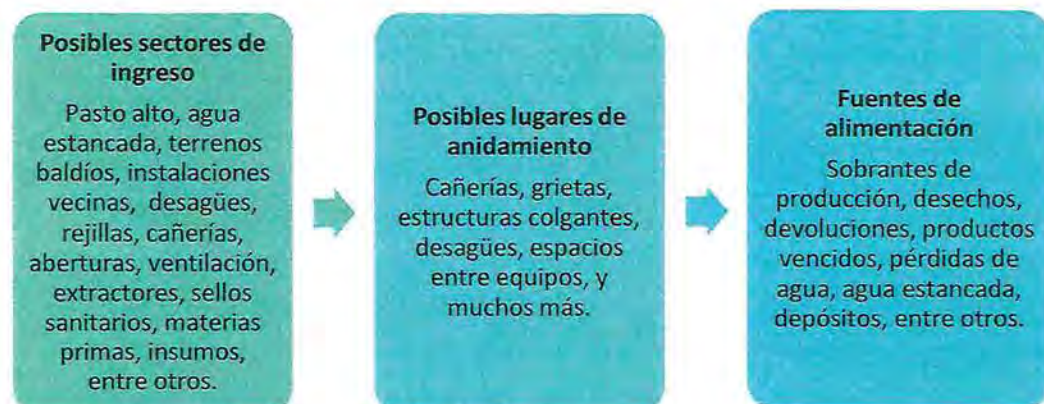 Posibles sectores de
ingreso
Pasto alto, agua
estancada, terrenos
baldíos, instalaciones
vecinas, desagües,
rejillas, cañerías,
aberturas, ventilación,
extractores, sellos
sanitarios, materias
primas, insumos,
entre otros.
Posibles lugares de
anidamiento
Cañerías, grietas,
estructuras colgantes,
desagües, espacios
entre equipos, y
muchos más.
Fuentes de
alimentación
Sobrantes de
producción, desechos,
devoluciones, productos
vencidos, pérdidas de
agua, agua estancada,
depósitos, entre otros.